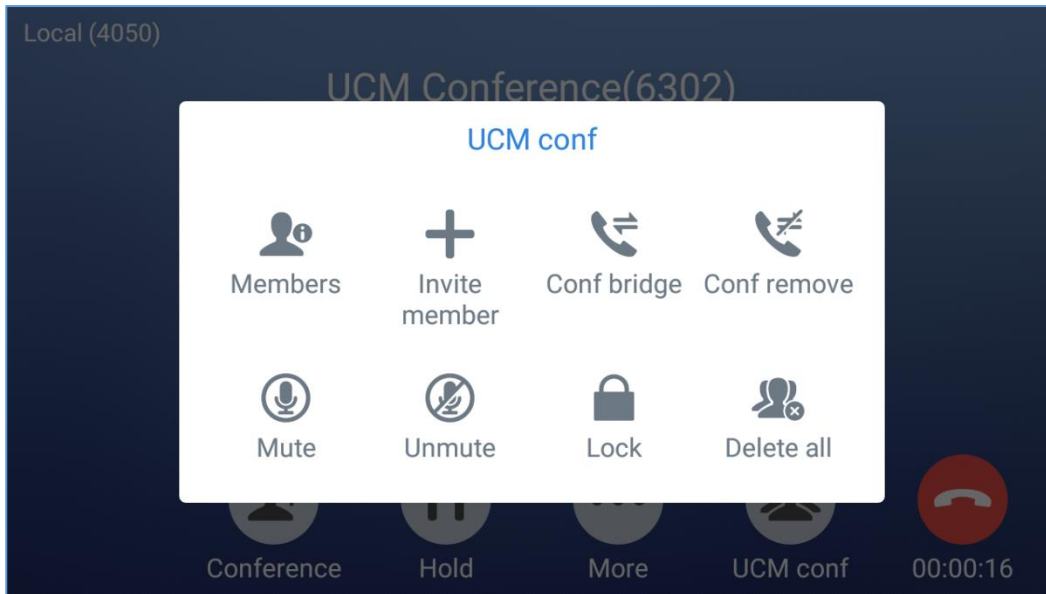 Local (4050)
UCM Conference(6302)
UCM conf
Members
Invite
member
Conf bridge
Conf remove
Mute
Unmute
Lock
Delete all
Conference
Hold
More
UCM conf
00:00:16